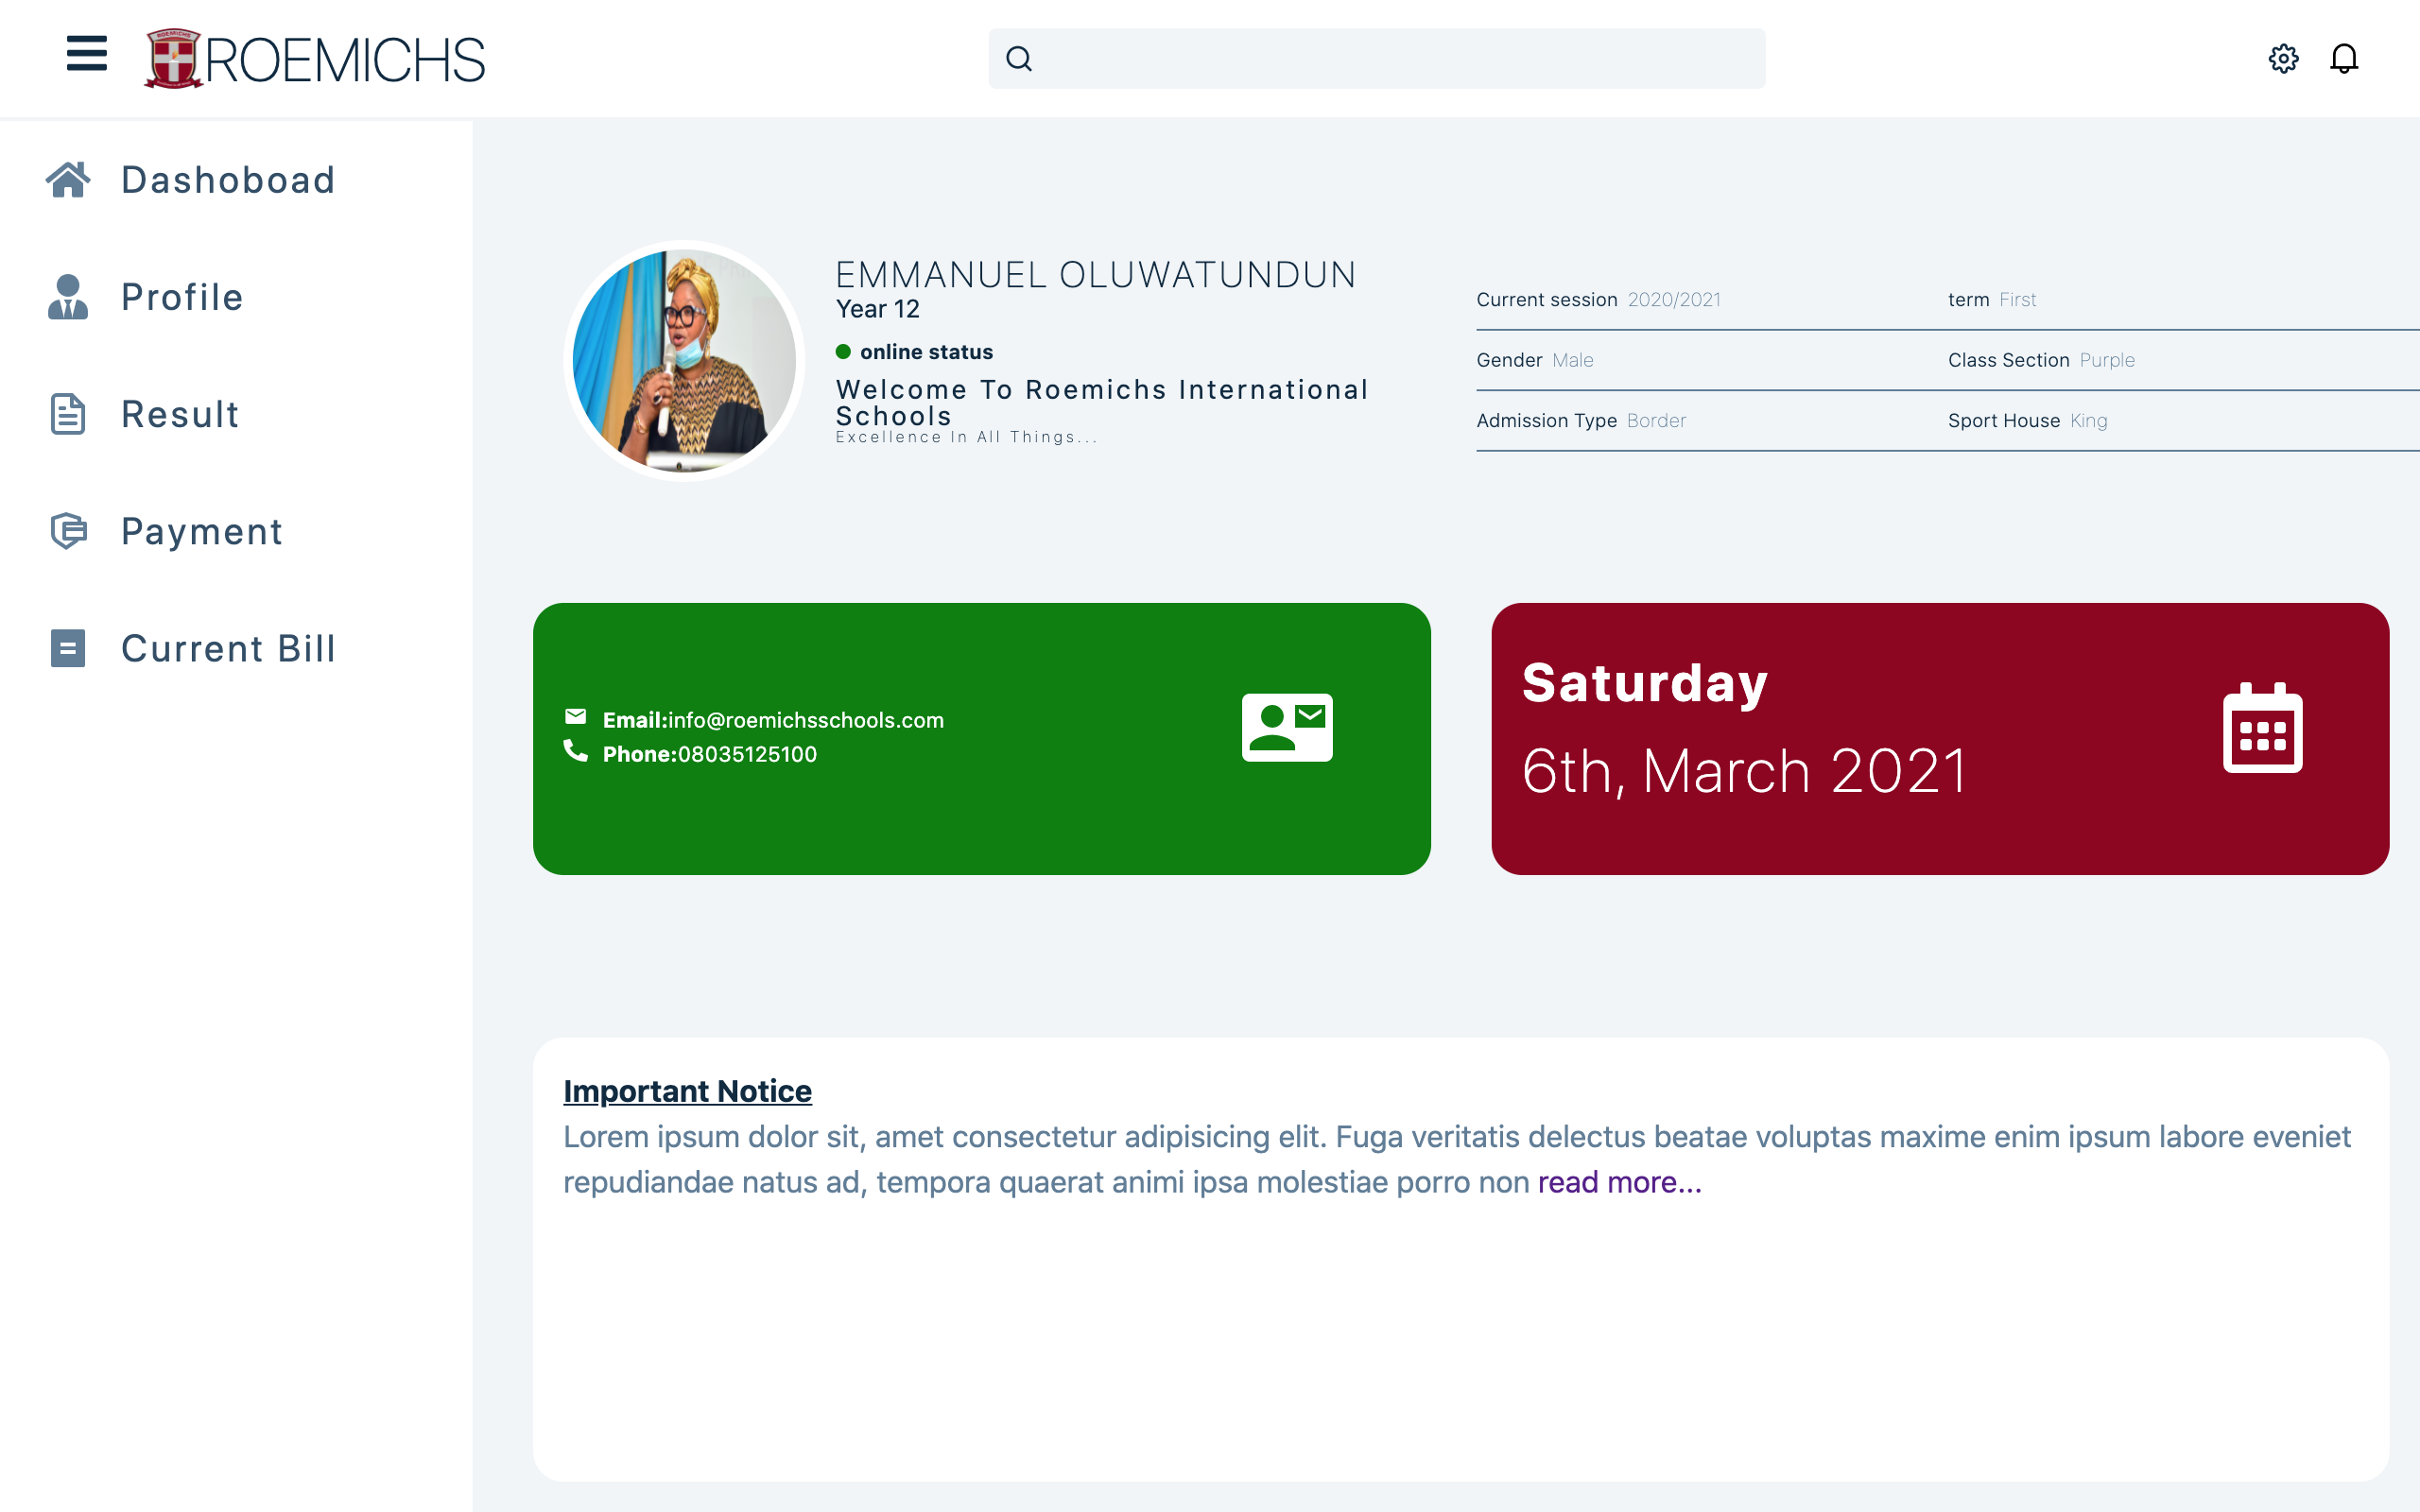 ROEMICHS
ROEMICHS
Dashoboad
Profile
Result
Payment
Current Bill
EMMANUEL OLUWATUNDUN
Year 12
online status
Welcome To Roemichs International
Schools
Excellence In All Things...
Current session 2020/2021 term First
Gender Male Class Section Purple
Admission Type Border Sport House King
Email:info@roemichsschools.com
Phone:08035125100
Saturday
6th, March 2021
Important Notice
Lorem ipsum dolor sit, amet consectetur adipisicing elit. Fuga veritatis delectus beatae voluptas maxime enim ipsum labore eveniet
repudiandae natus ad, tempora quaerat animi ipsa molestiae porro non read more...